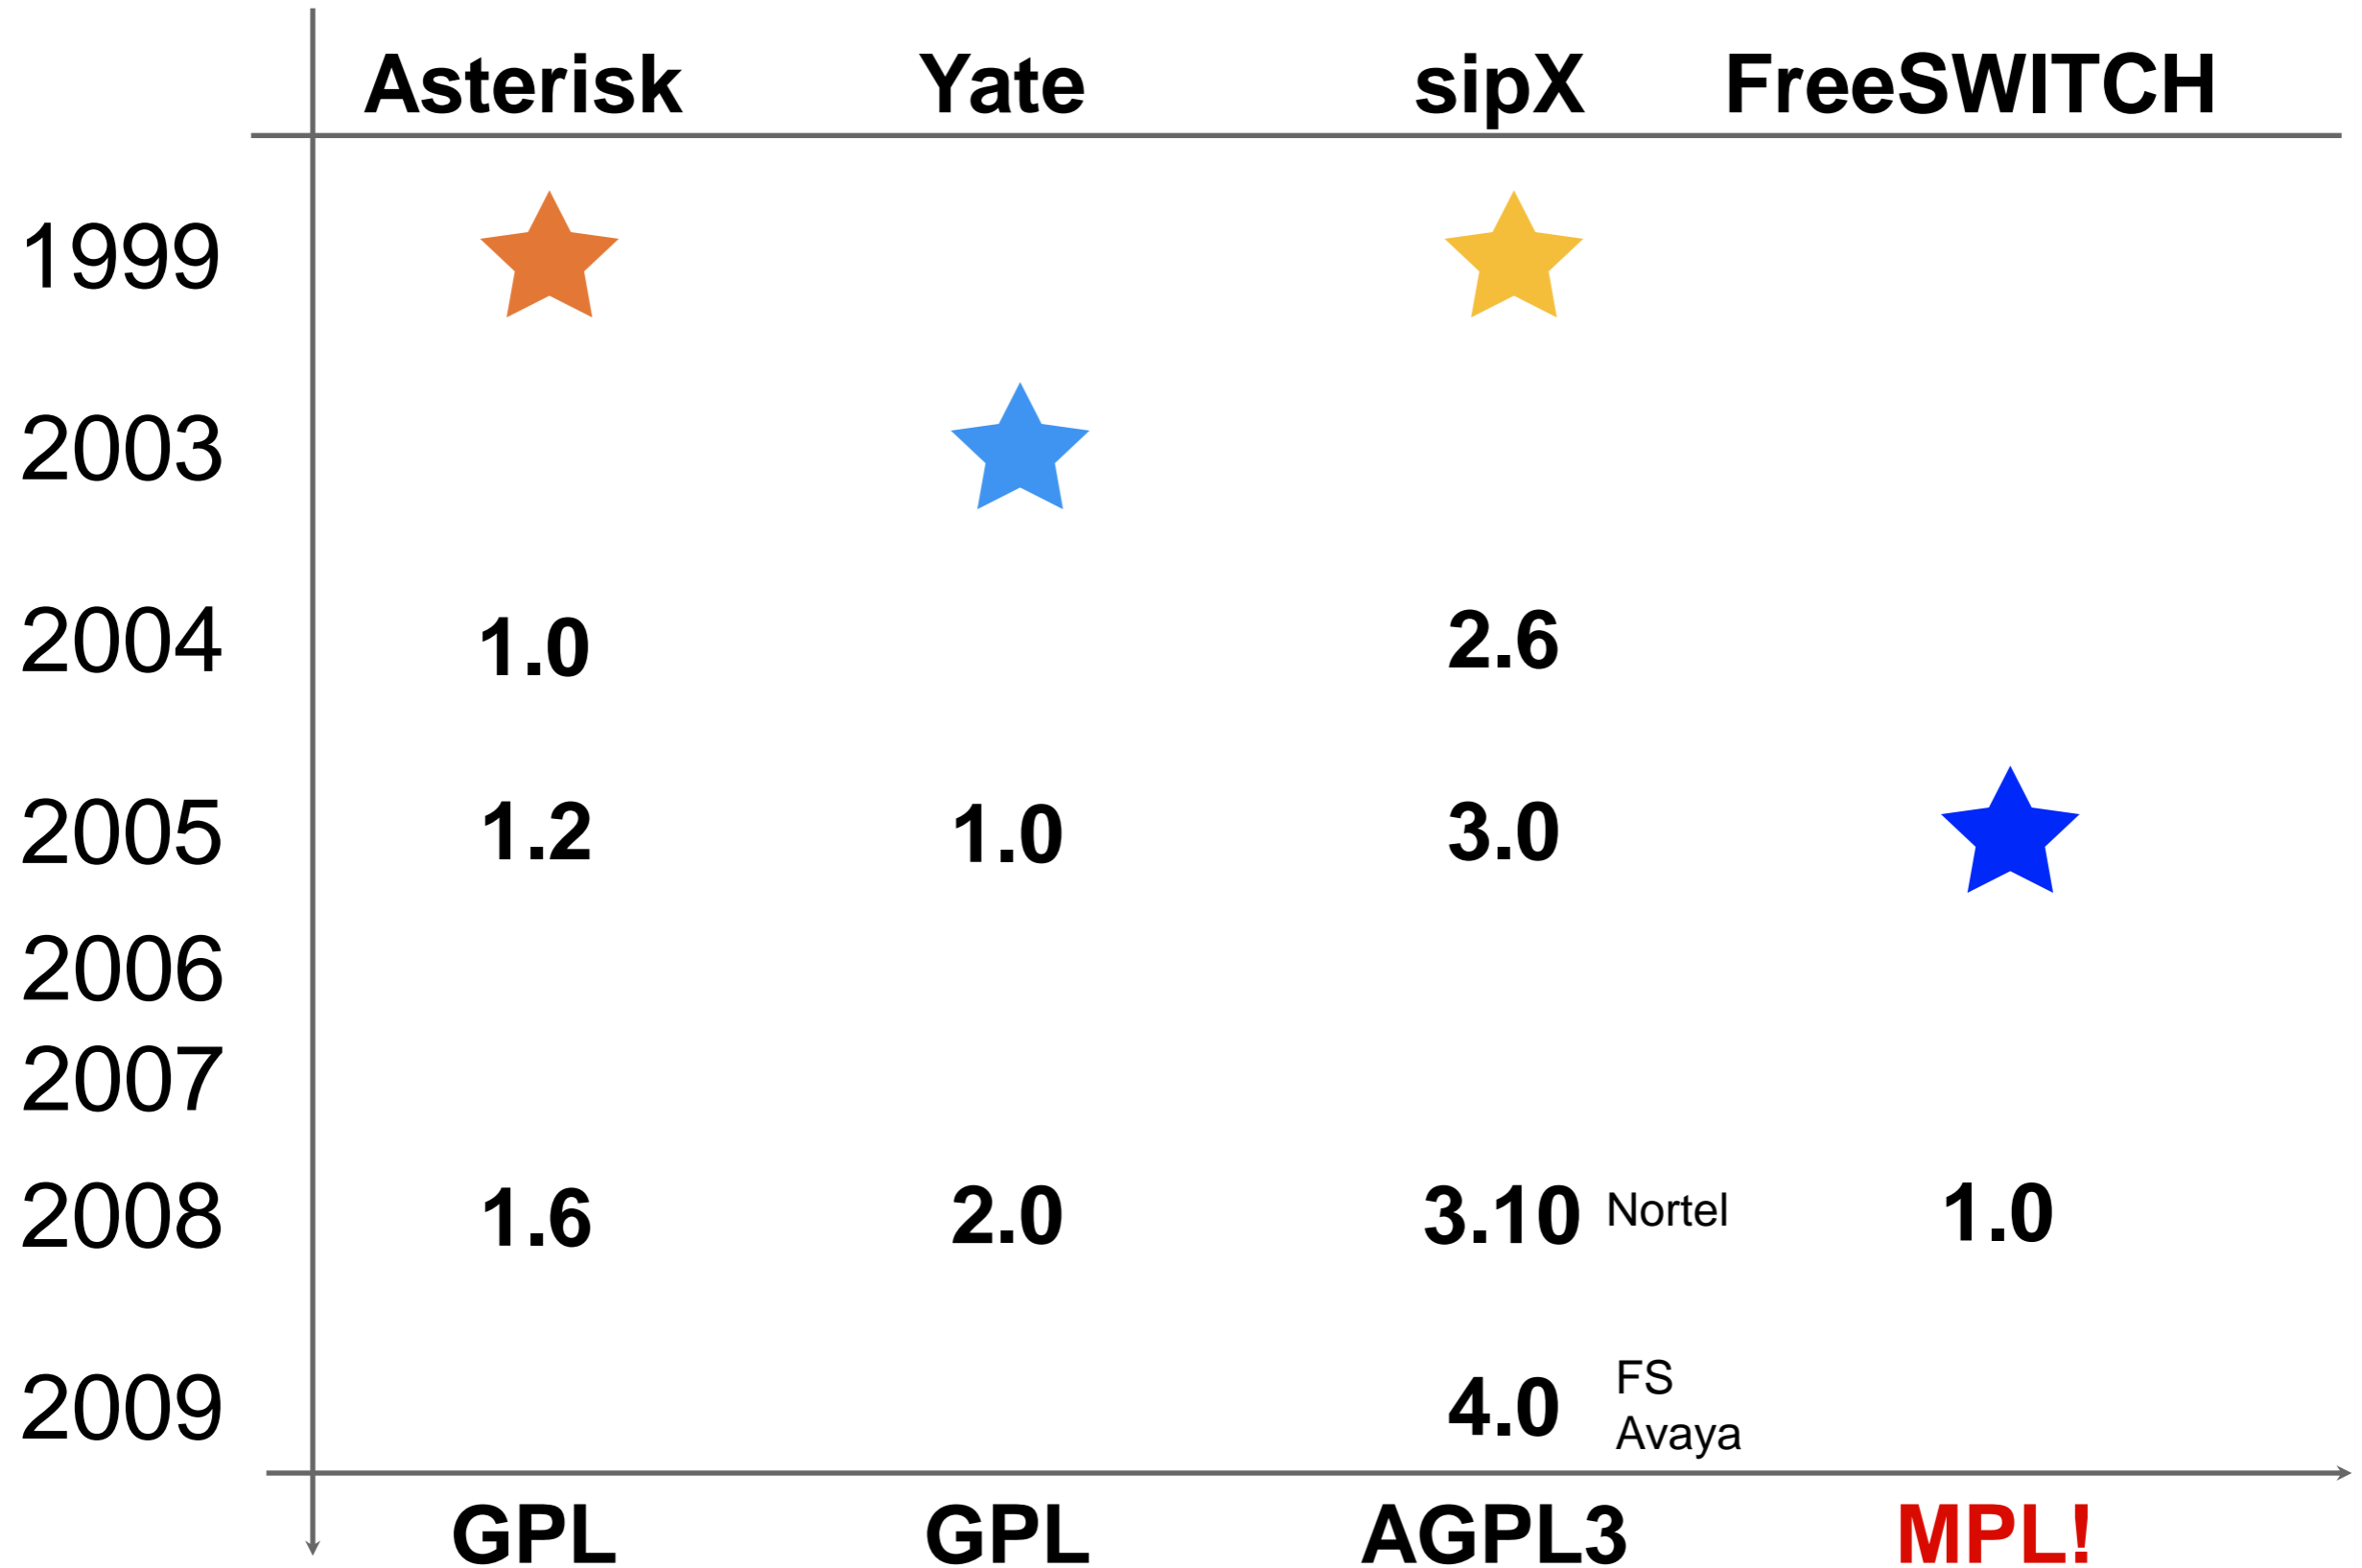 Asterisk Yate sipX FreeSWITCH
1999
2003
2004 1.0 2.6
2005 1.2 1.0 3.0
2006
2007
2008 1.6 2.0 3.10 Nortel 1.0
2009 4.0 FS
Avaya
GPL GPL AGPL3 MPL!